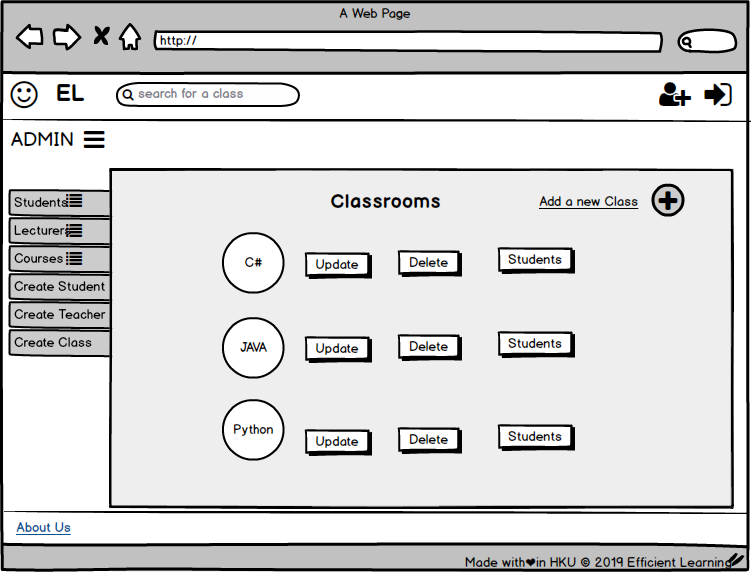 A Web Page
http://
EL
search for a class
ADMIN
Students
Lecturers
Courses
Create Student
Create Teacher
Create Class
Classrooms
Add a new Class
C#
Update
Delete
Students
JAVA
Update
Delete
Students
Python
Update
Delete
Students
About Us
Made with❤in HKU © 2019 Efficient Learning